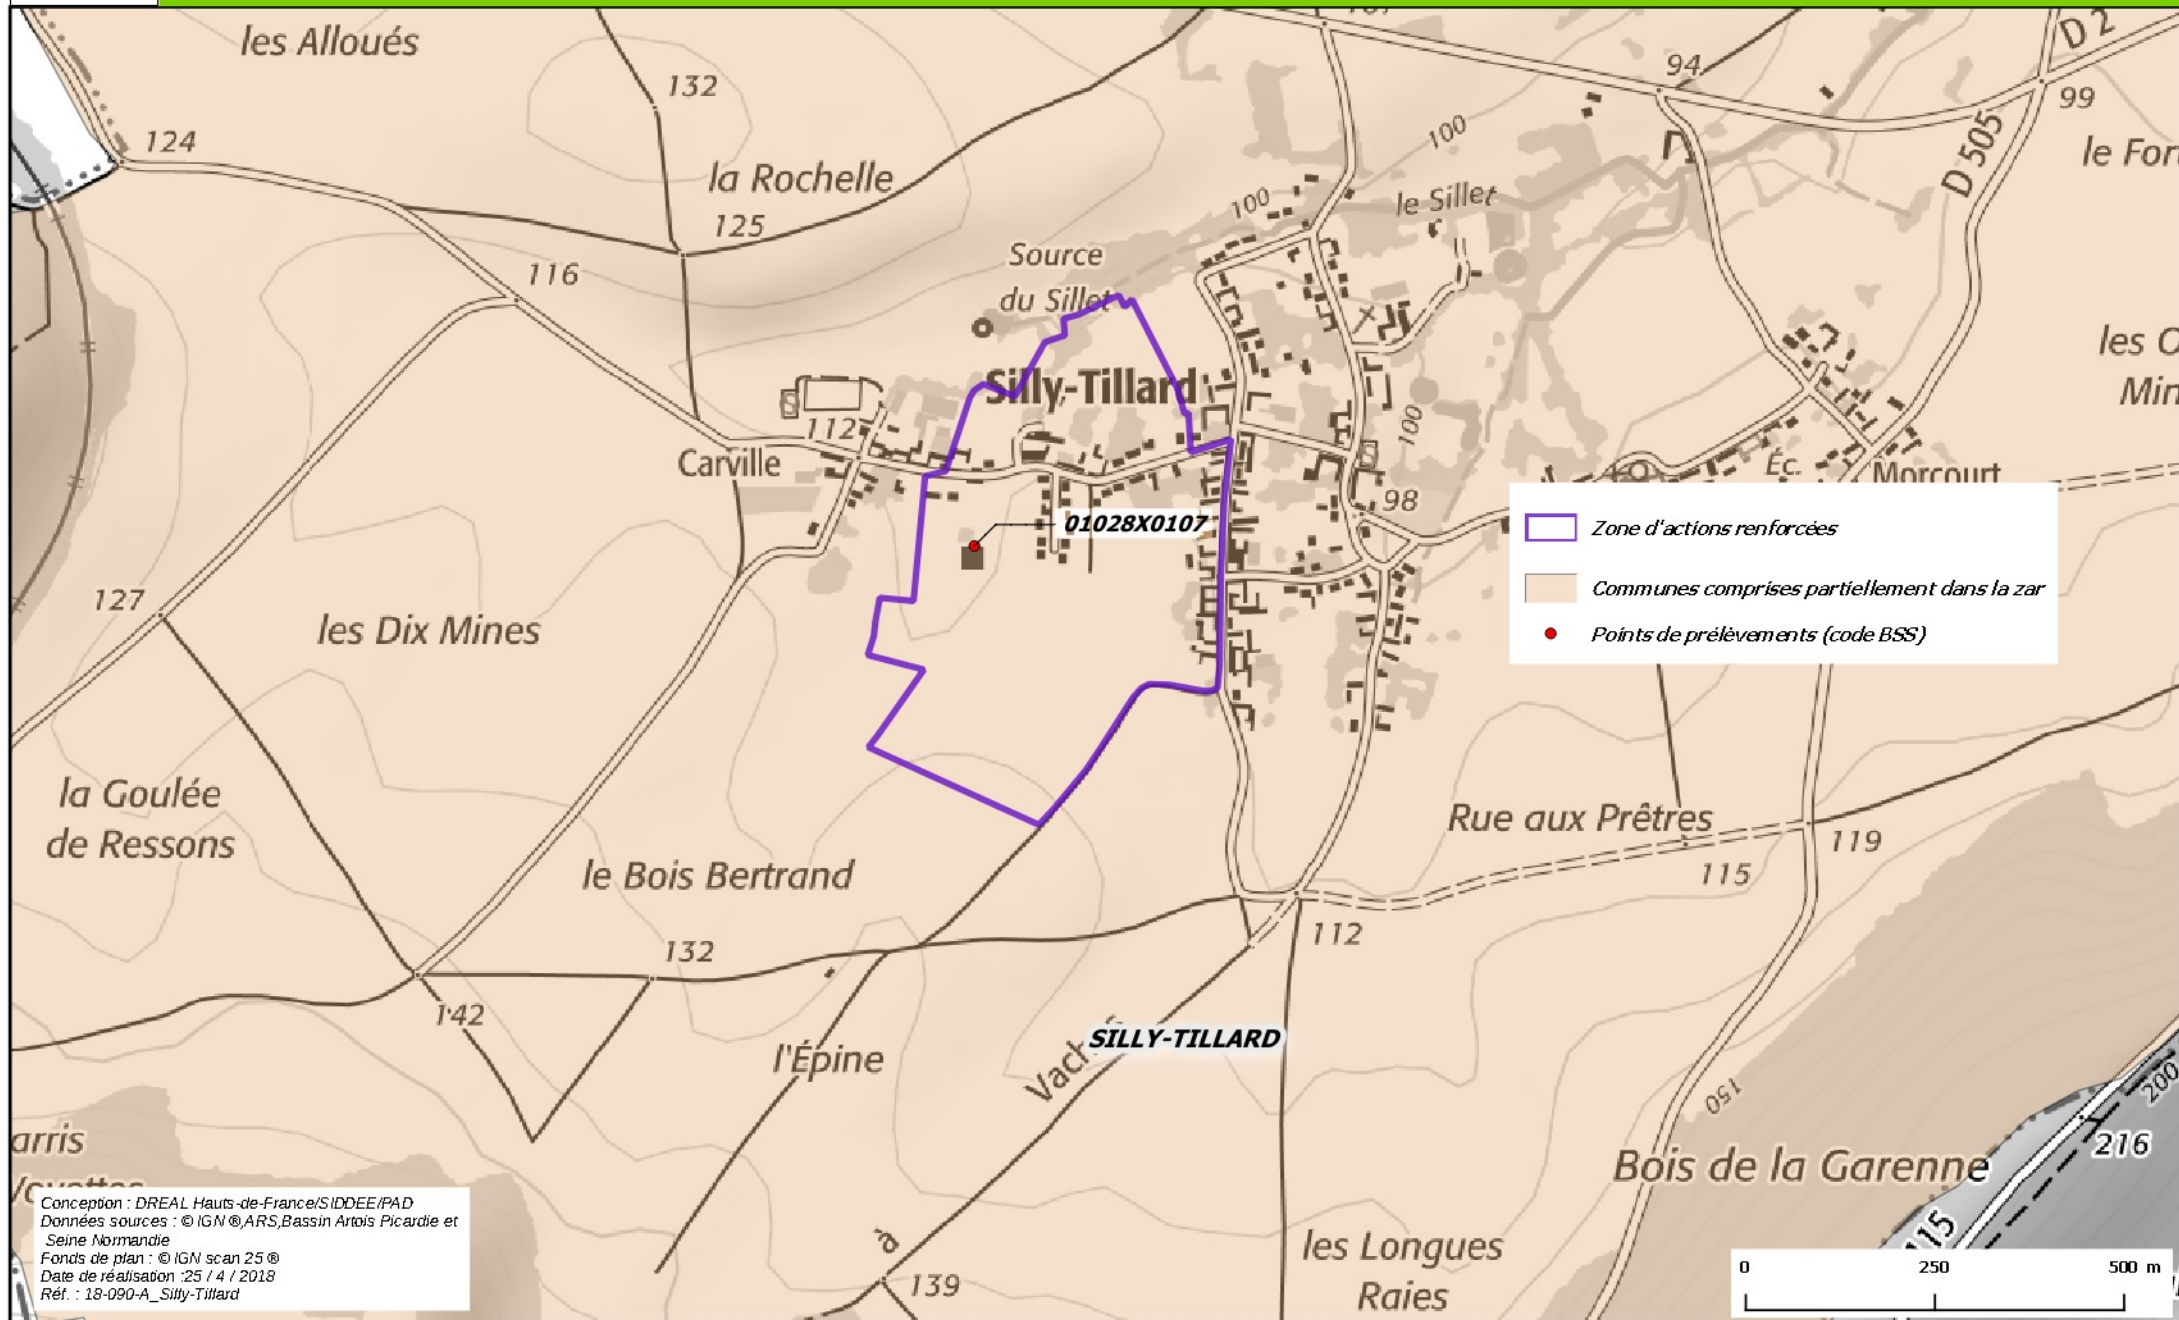 les Alloués
132
94
D 2
99
124
100
D 505
la Rochelle
125
100
le Sillet
116
Source
du Sillet
Silly-Tillard
112
Carville
100
98
Éc.
Morcourt
01028X0107
Zone d'actions renforcées
Communes comprises partiellement dans la zar
Points de prélèvements (code BSS)
127
les Dix Mines
la Goulée
de Ressons
le Bois Bertrand
Rue aux Prêtres
119
115
112
132
142
l'Épine
SILLY-TILLARD
à
139
150
200
216
Bois de la Garenne
les Longues
Raies
Conception : DREAL Hauts-de-France/SIDDEE/PAD
Données sources : © IGN ®,ARS,Bassin Artois Picardie et
Seine Normandie
Fonds de plan : © IGN scan 25 ®
Date de réalisation :25 / 4 / 2018
Réf. : 18-090-A_Silly-Tillard
0 250 500 m